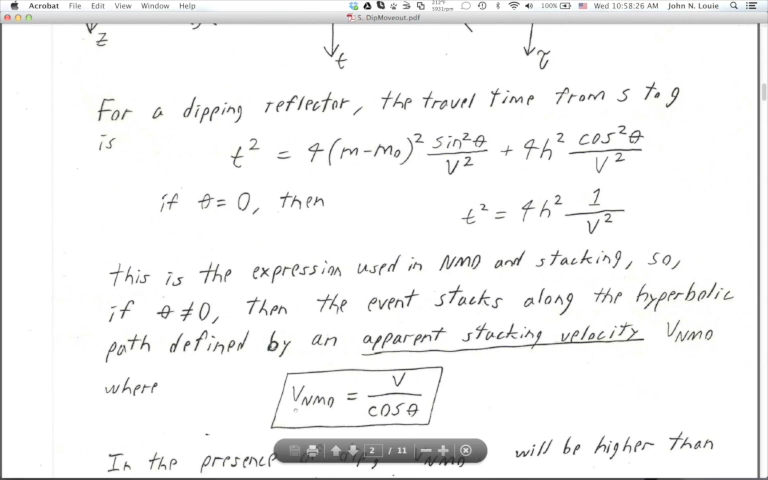 Acrobat File Edit View Window Help 100% Wed 10:58:26 AM John N. Louie
5. DipMoveout.pdf
z t τ
For a dipping reflector, the travel time from s to g
is t² = 4(m-m₀)² sin²θ/V² + 4h² cos²θ/V²
if θ=0, then t² = 4h² 1/V²
this is the expression used in NMO and stacking, so,
if θ≠0, then the event stacks along the hyperbolic
path defined by an apparent stacking velocity V_NMO
where V_NMO = V/cosθ
2 / 11
In the presence V_NMO will be higher than